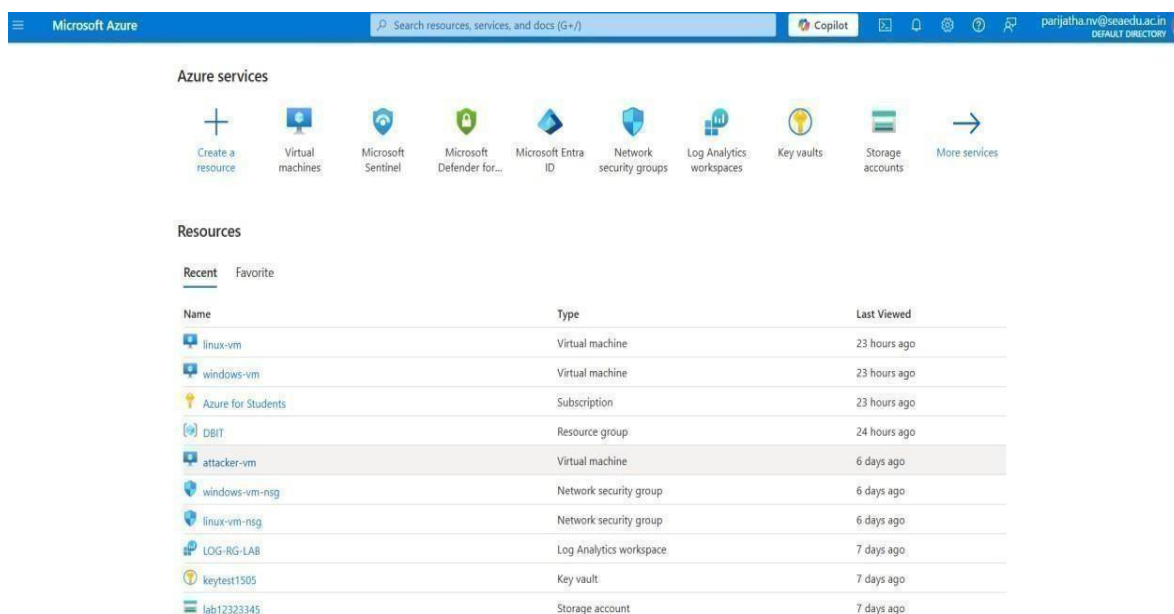 Microsoft Azure
Search resources, services, and docs (G+/)
Copilot
parijatha.nv@seaedu.ac.in
DEFAULT DIRECTORY
Azure services
Create a resource
Virtual machines
Microsoft Sentinel
Microsoft Defender for...
Microsoft Entra ID
Network security groups
Log Analytics workspaces
Key vaults
Storage accounts
More services
Resources
Recent Favorite
Name Type Last Viewed
linux-vm Virtual machine 23 hours ago
windows-vm Virtual machine 23 hours ago
Azure for Students Subscription 23 hours ago
DBIT Resource group 24 hours ago
attacker-vm Virtual machine 6 days ago
windows-vm-nsg Network security group 6 days ago
linux-vm-nsg Network security group 6 days ago
LOG-RG-LAB Log Analytics workspace 7 days ago
keytest1505 Key vault 7 days ago
lab12323345 Storage account 7 days ago